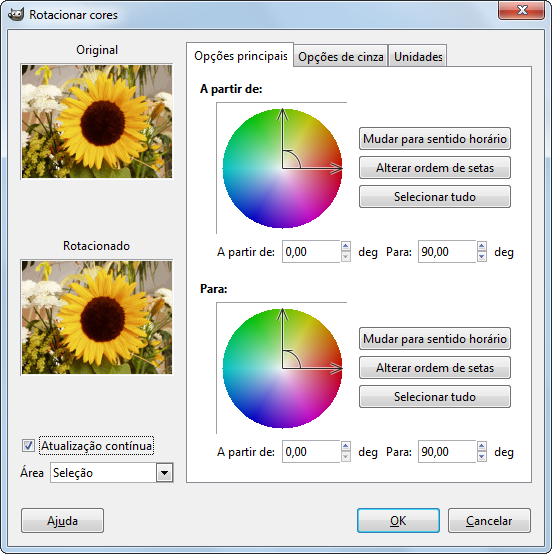 Rotacionar cores
Original
Rotacionado
Atualização contínua
Área Seleção
Opções principais Opções de cinza Unidades
A partir de:
Mudar para sentido horário
Alterar ordem de setas
Selecionar tudo
A partir de: 0,00 deg Para: 90,00 deg
Para:
Mudar para sentido horário
Alterar ordem de setas
Selecionar tudo
A partir de: 0,00 deg Para: 90,00 deg
Ajuda OK Cancelar